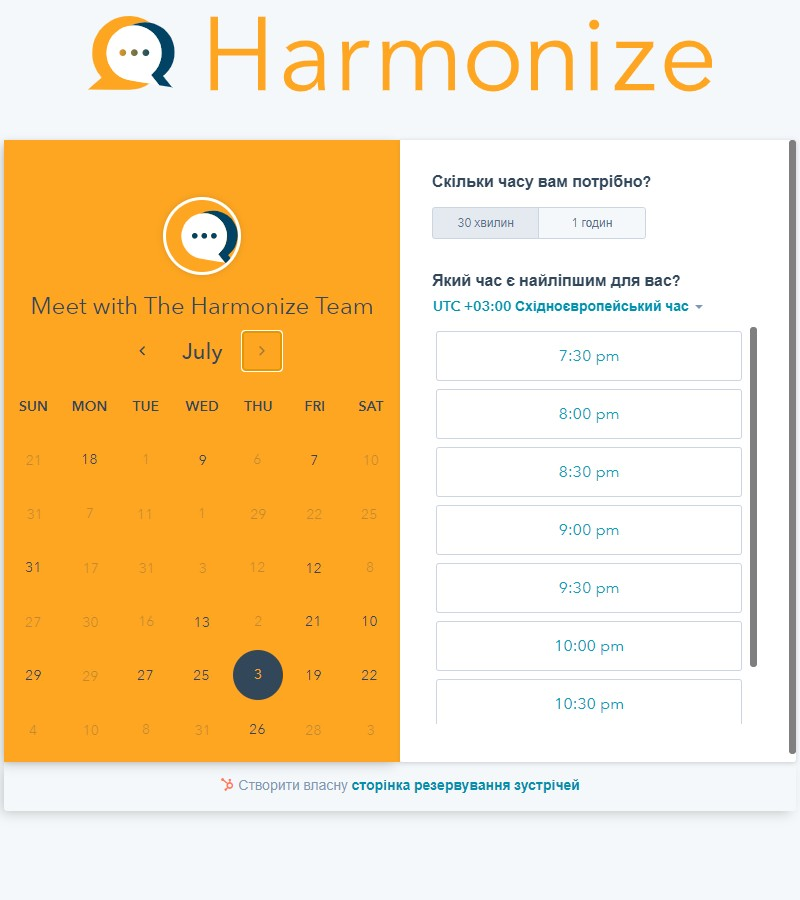 Harmonize
Meet with The Harmonize Team
July
SUN MON TUE WED THU FRI SAT
21 18 1 9 6 7 10
31 7 11 1 29 22 25
31 17 31 3 12 12 8
27 30 16 13 2 21 10
29 29 27 25 3 19 22
4 10 8 31 26 28 3
Скільки часу вам потрібно?
30 хвилин 1 годин
Який час є найліпшим для вас?
UTC +03:00 Східноєвропейський час
7:30 pm
8:00 pm
8:30 pm
9:00 pm
9:30 pm
10:00 pm
10:30 pm
Створити власну сторінка резервування зустрічей